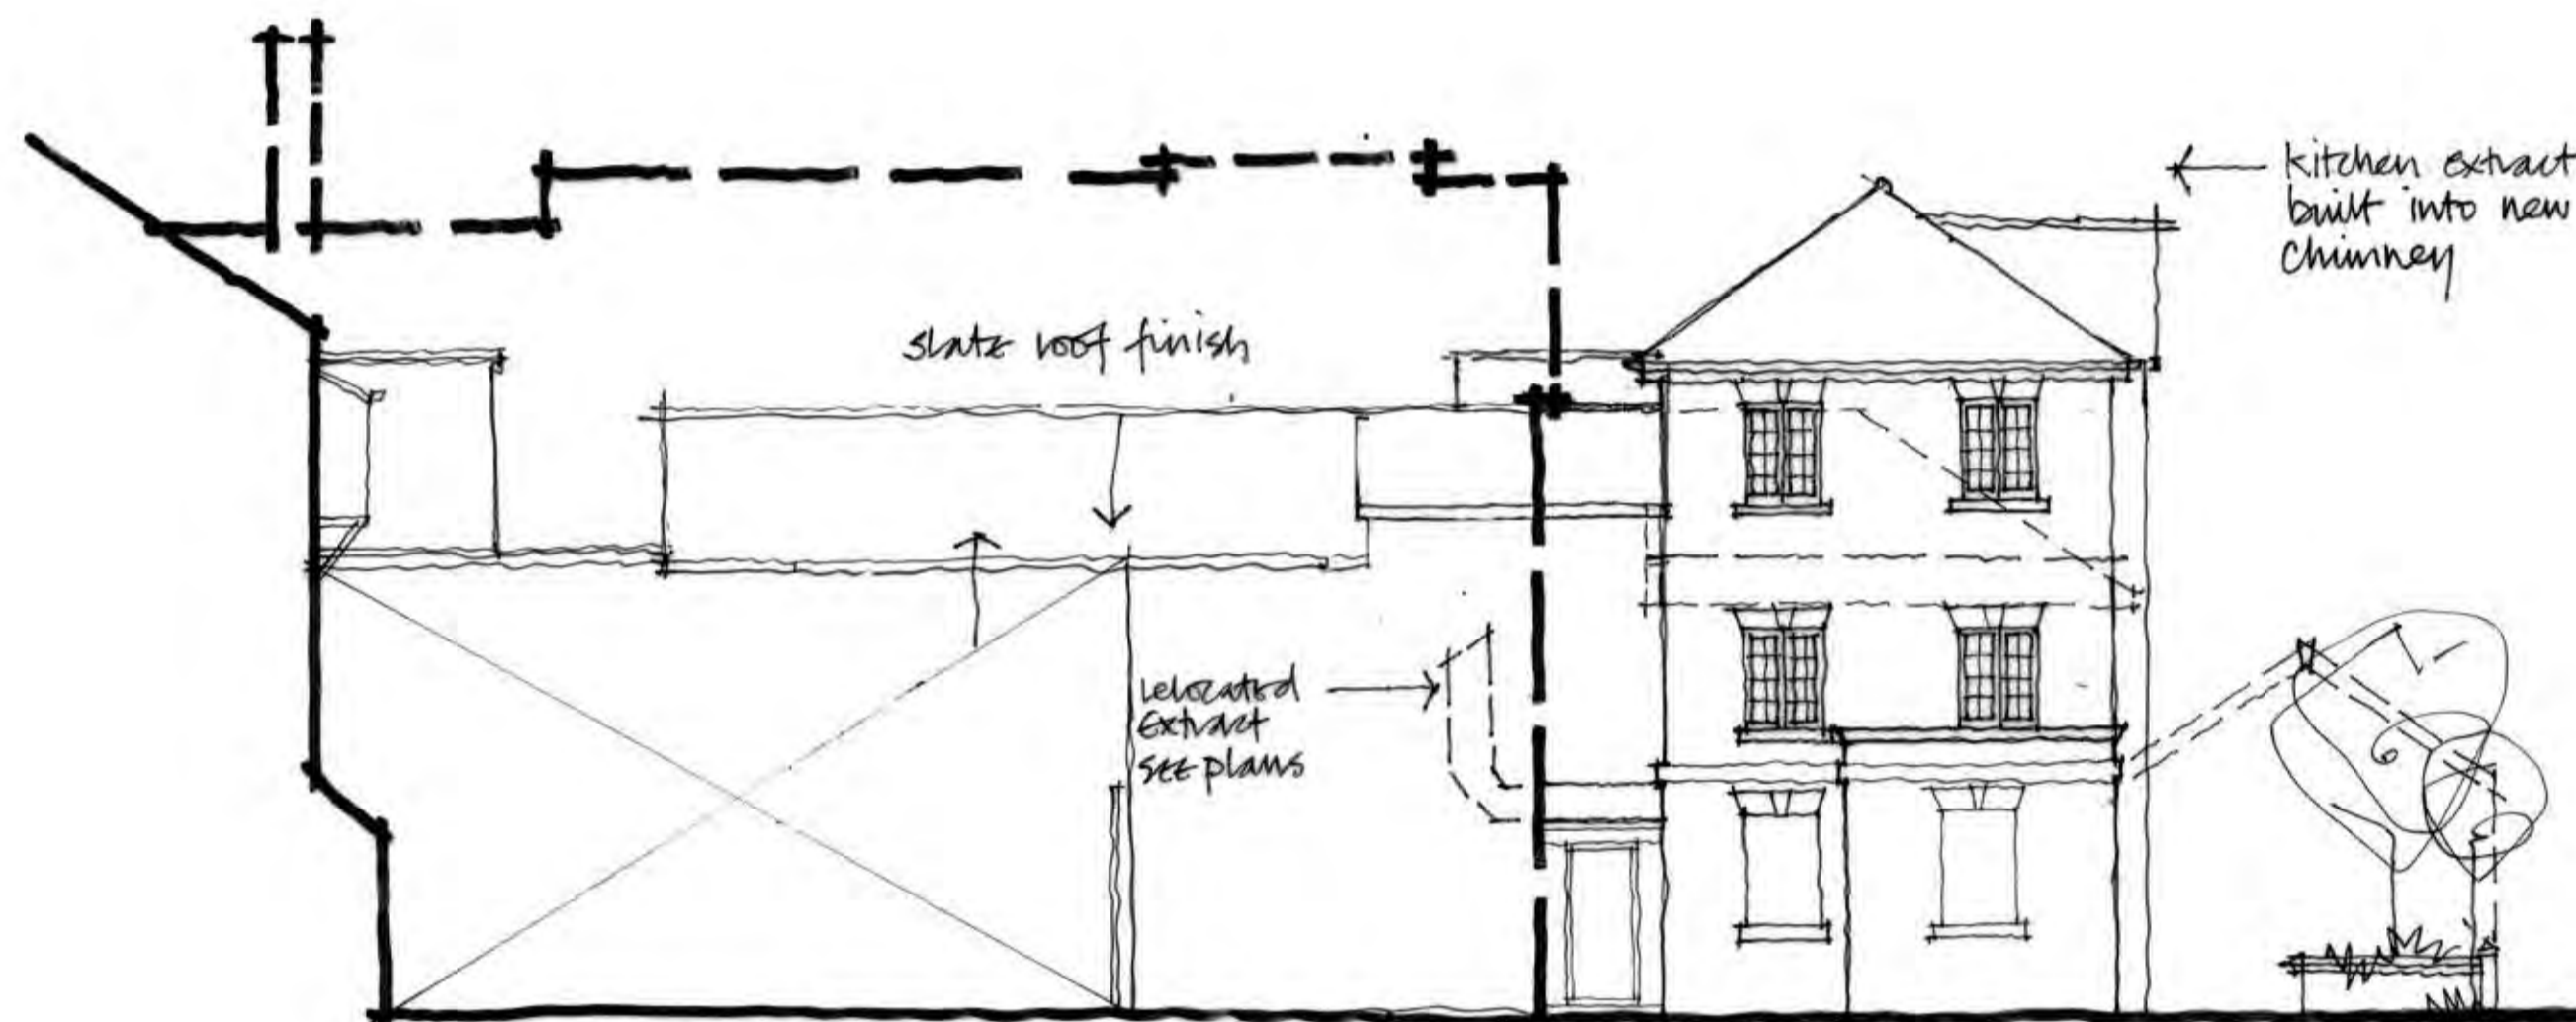 kitchen extract
built into new
chimney
slate roof finish
relocated
Extract
see plans